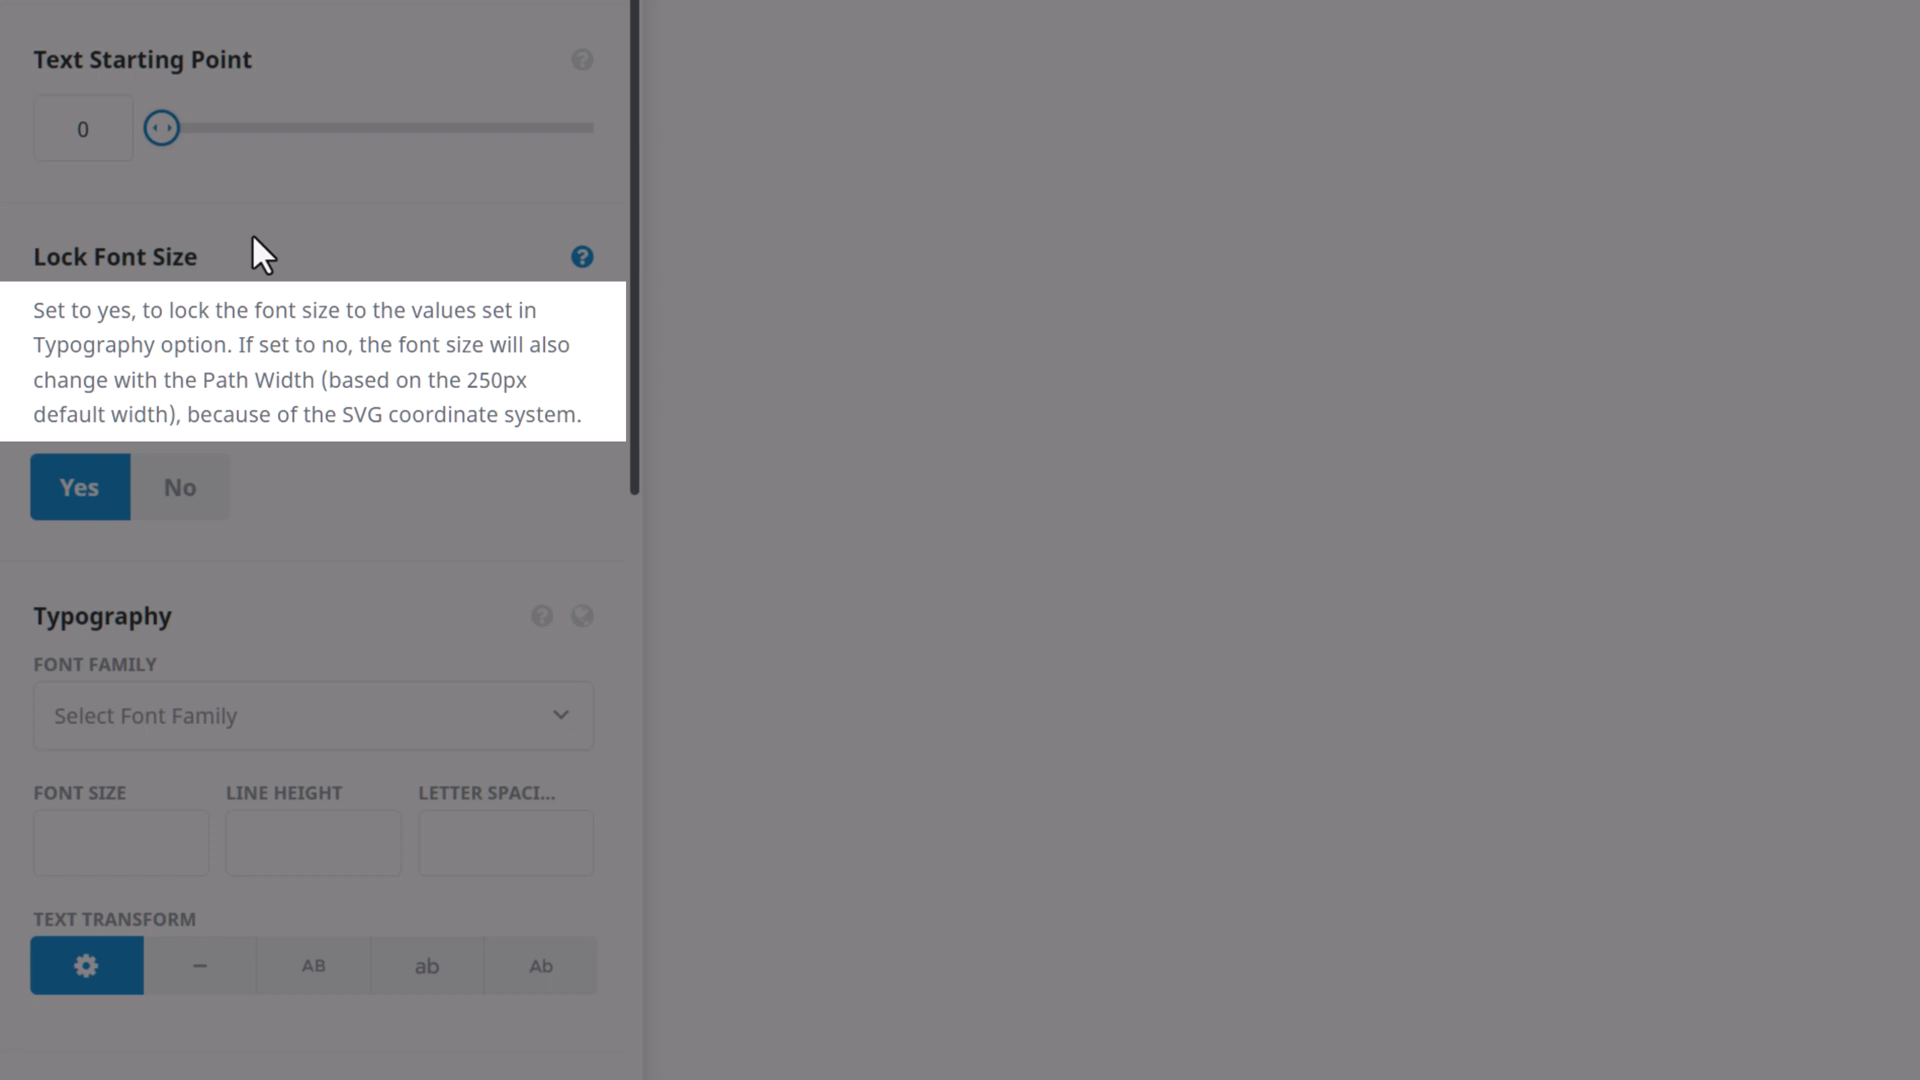 Text Starting Point
0
Lock Font Size
Set to yes, to lock the font size to the values set in
Typography option. If set to no, the font size will also
change with the Path Width (based on the 250px
default width), because of the SVG coordinate system.
Yes No
Typography
FONT FAMILY
Select Font Family
FONT SIZE LINE HEIGHT LETTER SPACI...
TEXT TRANSFORM
– AB ab Ab